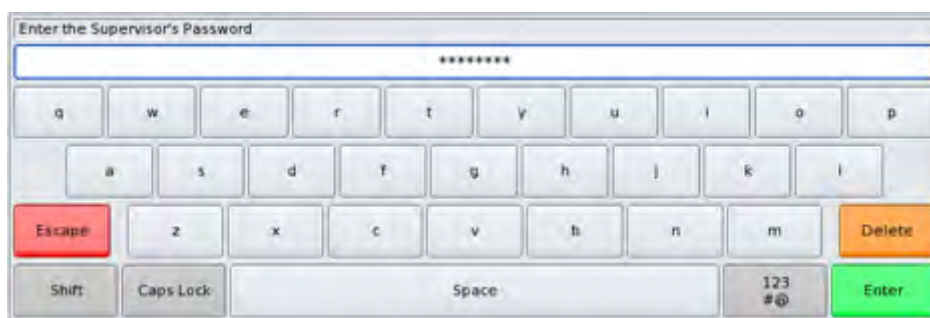 Enter the Supervisor's Password
********
q w e r t y u i o p
a s d f g h j k l
Escape z x c v b n m Delete
Shift Caps Lock Space 123 #@ Enter